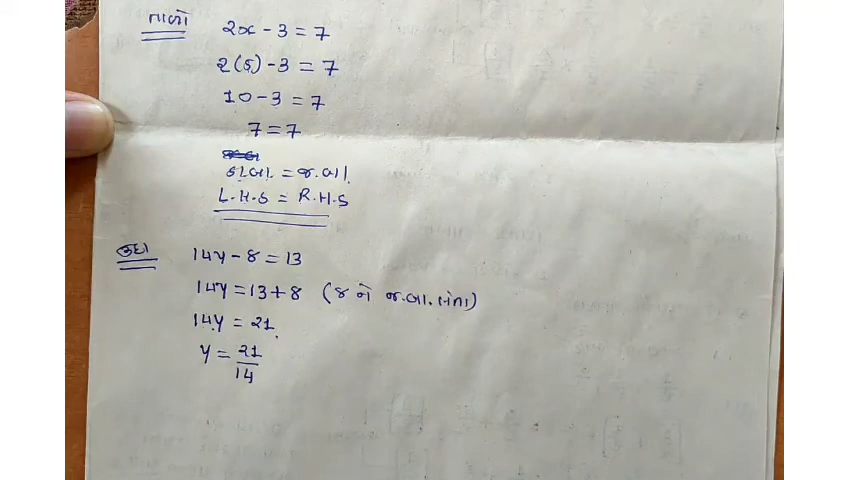 તાળો 2x - 3 = 7
2(5) - 3 = 7
10 - 3 = 7
7 = 7
ડા.બા. = જ.બા.
L.H.S = R.H.S
14y - 8 = 13
14y = 13 + 8 (8 ને જ.બા. લેતા)
14y = 21
y = 21/14